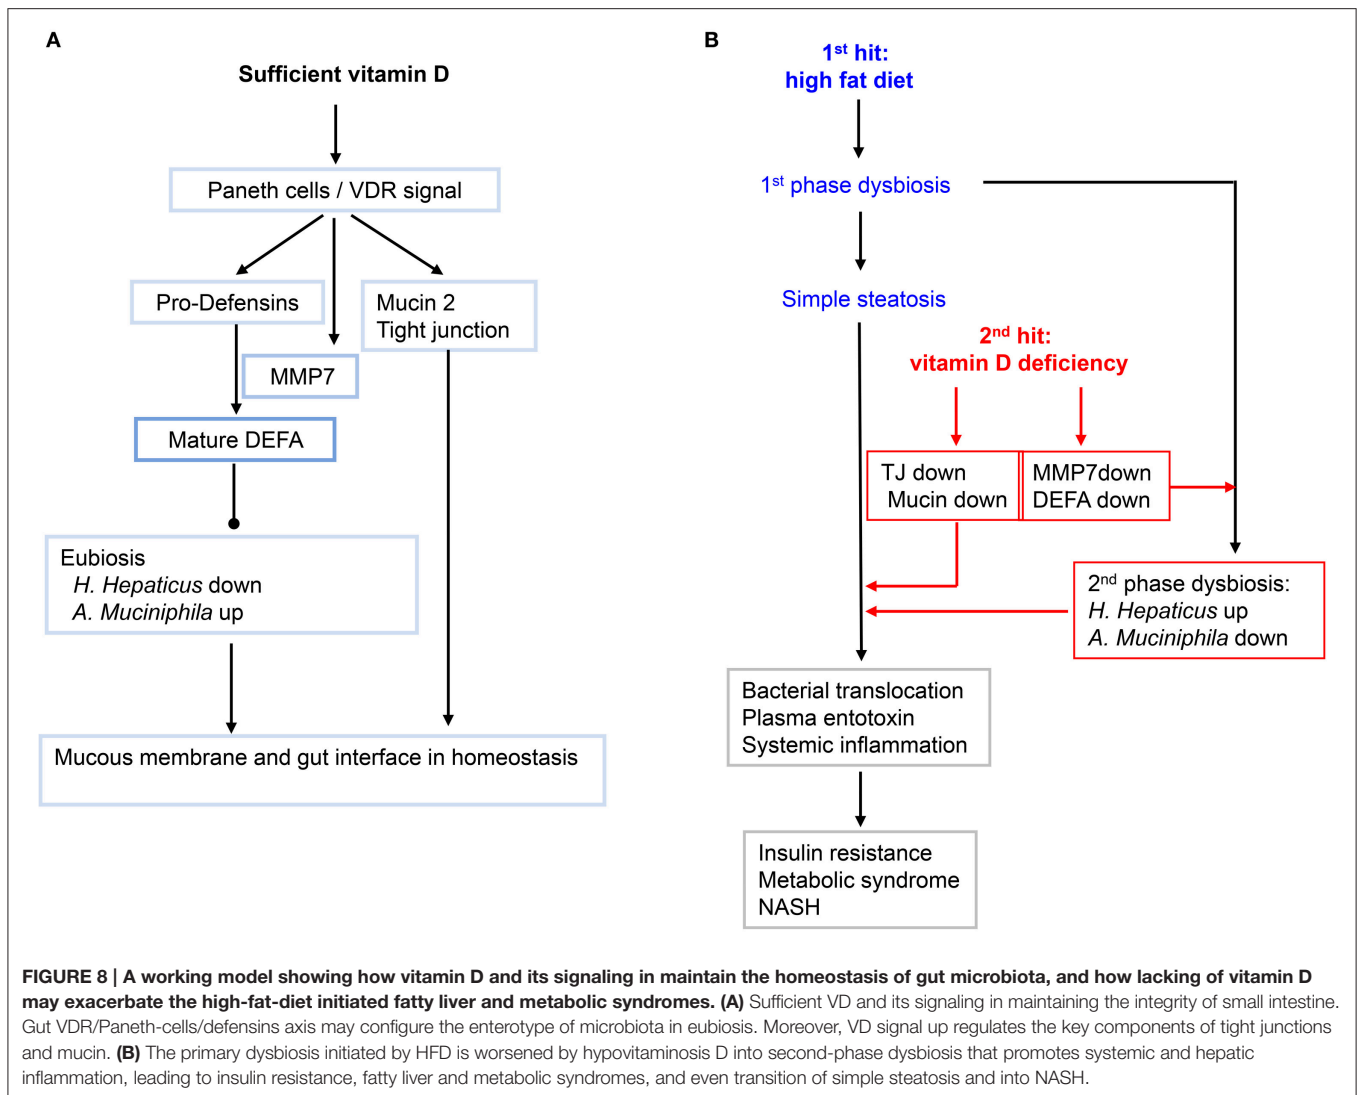 A
Sufficient vitamin D
Paneth cells / VDR signal
Pro-Defensins
Mucin 2
Tight junction
MMP7
Mature DEFA
Eubiosis
H. Hepaticus down
A. Muciniphila up
Mucous membrane and gut interface in homeostasis
B
1st hit:
high fat diet
1st phase dysbiosis
Simple steatosis
2nd hit:
vitamin D deficiency
TJ down
Mucin down
MMP7down
DEFA down
2nd phase dysbiosis:
H. Hepaticus up
A. Muciniphila down
Bacterial translocation
Plasma entotoxin
Systemic inflammation
Insulin resistance
Metabolic syndrome
NASH
FIGURE 8 | A working model showing how vitamin D and its signaling in maintain the homeostasis of gut microbiota, and how lacking of vitamin D
may exacerbate the high-fat-diet initiated fatty liver and metabolic syndromes. (A) Sufficient VD and its signaling in maintaining the integrity of small intestine.
Gut VDR/Paneth-cells/defensins axis may configure the enterotype of microbiota in eubiosis. Moreover, VD signal up regulates the key components of tight junctions
and mucin. (B) The primary dysbiosis initiated by HFD is worsened by hypovitaminosis D into second-phase dysbiosis that promotes systemic and hepatic
inflammation, leading to insulin resistance, fatty liver and metabolic syndromes, and even transition of simple steatosis and into NASH.